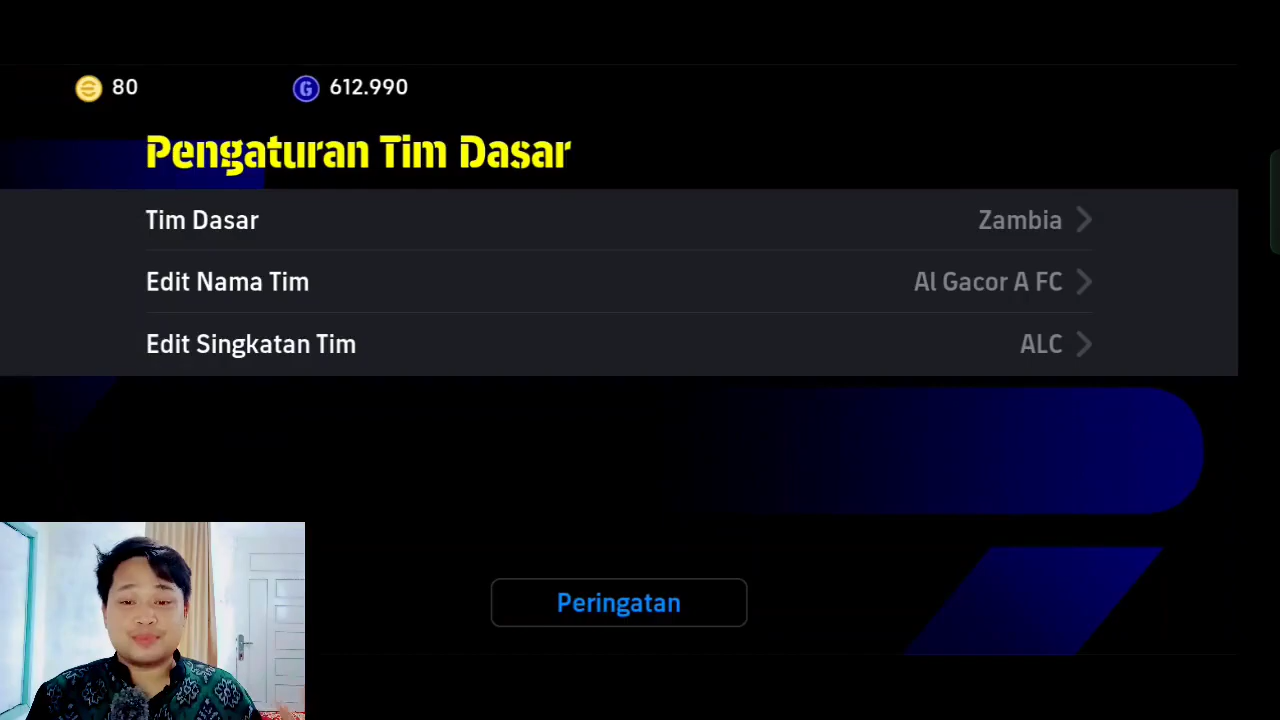 80
612.990
Pengaturan Tim Dasar
Tim Dasar Zambia
Edit Nama Tim Al Gacor A FC
Edit Singkatan Tim ALC
Peringatan